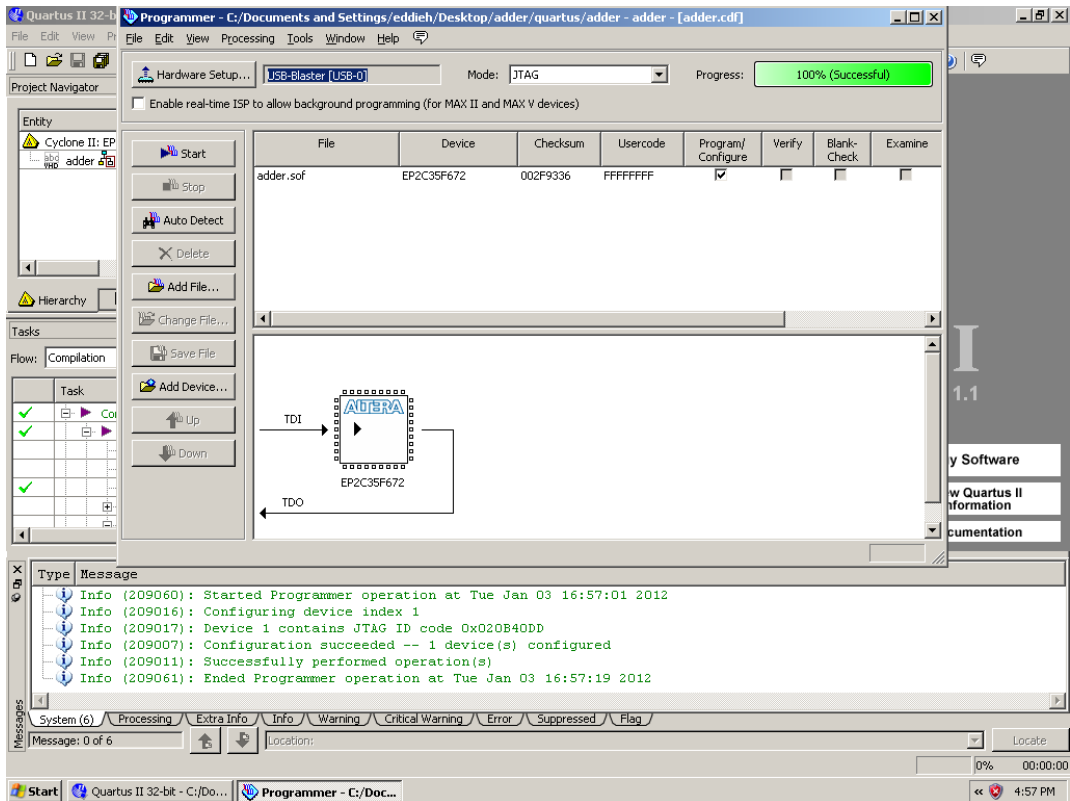 Quartus II 32-b
File Edit View Pr
Project Navigator
Entity
Cyclone II: EP
abc
VHD
adder
Hierarchy
Tasks
Flow: Compilation
Task
Co
Programmer - C:/Documents and Settings/eddieh/Desktop/adder/quartus/adder - adder - [adder.cdf]
File Edit View Processing Tools Window Help
Hardware Setup... USB-Blaster [USB-0] Mode: JTAG Progress: 100% (Successful)
Enable real-time ISP to allow background programming (for MAX II and MAX V devices)
Start
Stop
Auto Detect
Delete
Add File...
Change File...
Save File
Add Device...
Up
Down
File Device Checksum Usercode Program/ Verify Blank- Examine
Configure Check
adder.sof EP2C35F672 002F9336 FFFFFFFF
ALTERA
TDI
EP2C35F672
TDO
I
1.1
y Software
w Quartus II
nformation
cumentation
Type Message
Info (209060): Started Programmer operation at Tue Jan 03 16:57:01 2012
Info (209016): Configuring device index 1
Info (209017): Device 1 contains JTAG ID code 0x020B40DD
Info (209007): Configuration succeeded -- 1 device(s) configured
Info (209011): Successfully performed operation(s)
Info (209061): Ended Programmer operation at Tue Jan 03 16:57:19 2012
Messages
System (6) Processing Extra Info Info Warning Critical Warning Error Suppressed Flag
Message: 0 of 6 Location: Locate
0% 00:00:00
Start Quartus II 32-bit - C:/Do... Programmer - C:/Doc... « 4:57 PM